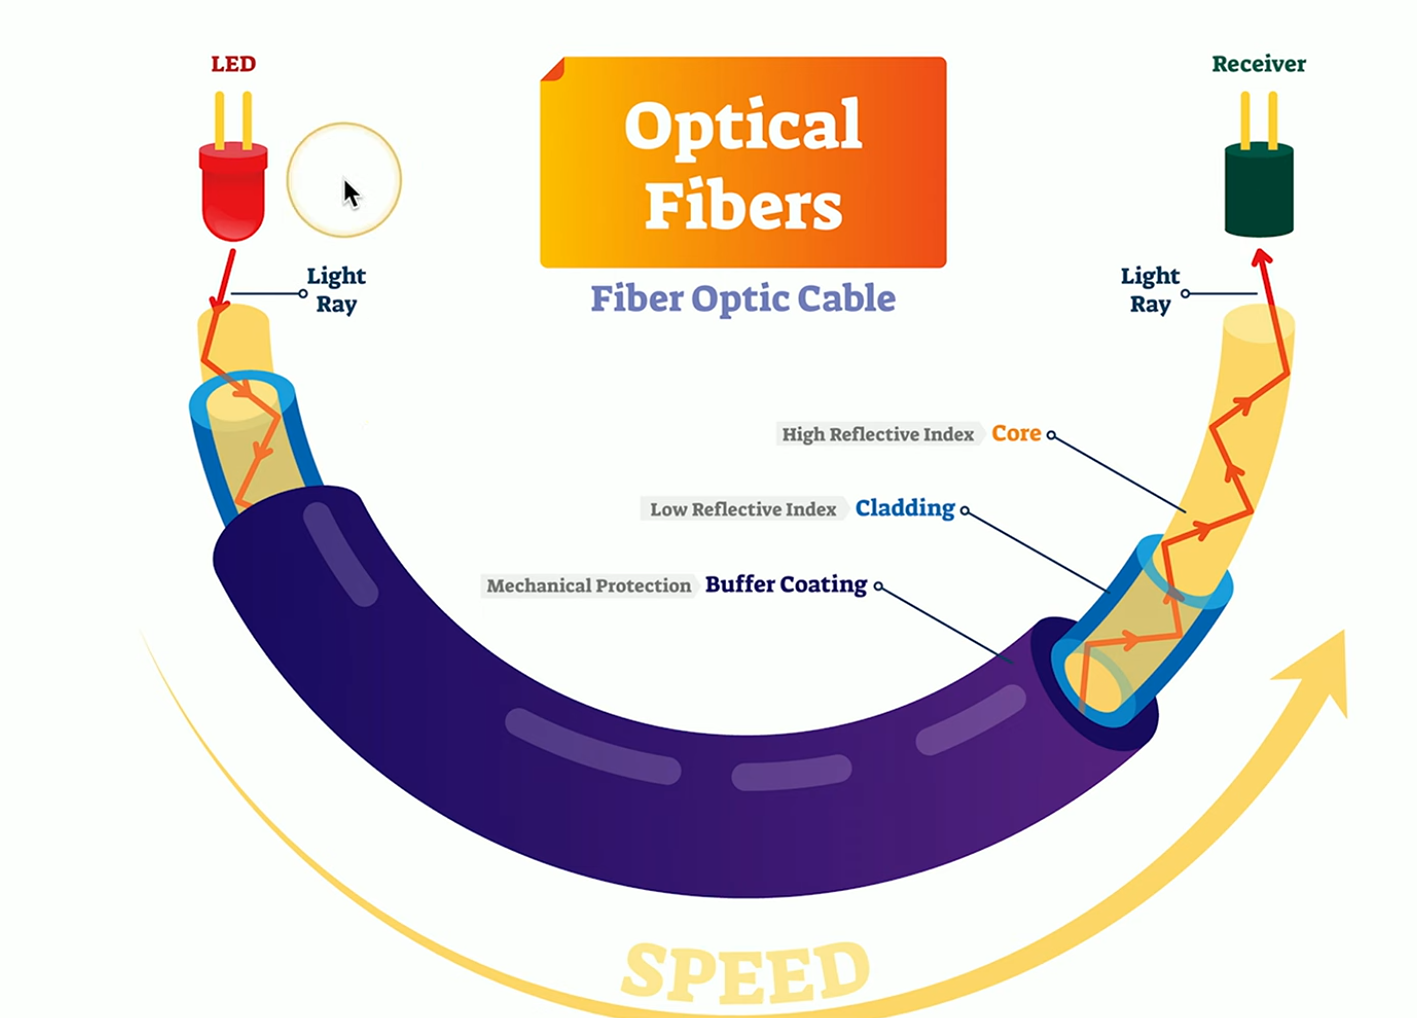 LED
Optical
Fibers
Receiver
Light
Ray
Fiber Optic Cable
Light
Ray
High Reflective Index Core
Low Reflective Index Cladding
Mechanical Protection Buffer Coating
SPEED